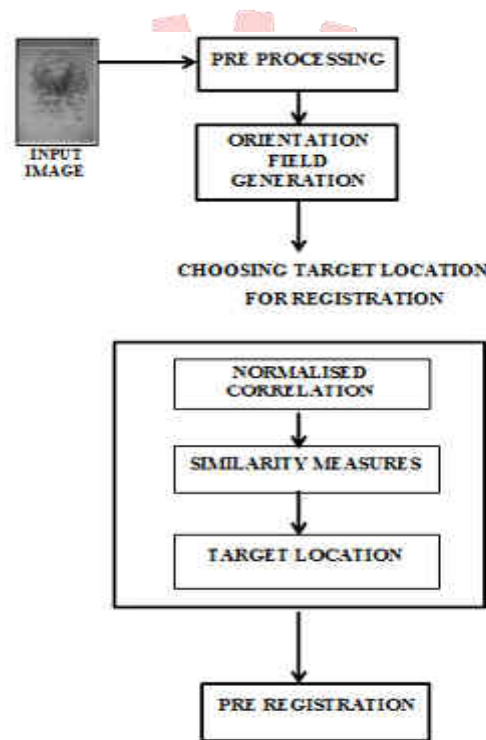 PRE PROCESSING
INPUT
IMAGE
ORIENTATION
FIELD
GENERATION
CHOOSING TARGET LOCATION
FOR REGISTRATION
NORMALISED
CORRELATION
SIMILARITY MEASURES
TARGET LOCATION
PRE REGISTRATION